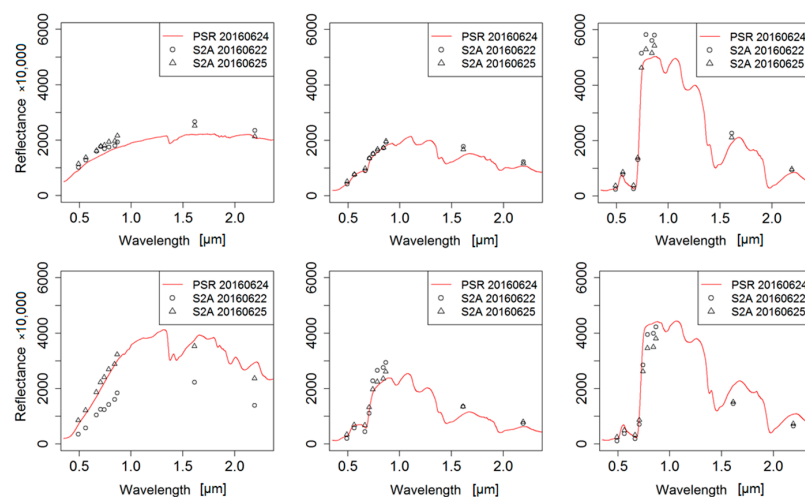 Reflectance ×10,000
0 2000 4000 6000
PSR 20160624
S2A 20160622
S2A 20160625
0.5 1.0 1.5 2.0
Wavelength [µm]
0 2000 4000 6000
PSR 20160624
S2A 20160622
S2A 20160625
0.5 1.0 1.5 2.0
Wavelength [µm]
0 2000 4000 6000
PSR 20160624
S2A 20160622
S2A 20160625
0.5 1.0 1.5 2.0
Wavelength [µm]
Reflectance ×10,000
0 2000 4000 6000
PSR 20160624
S2A 20160622
S2A 20160625
0.5 1.0 1.5 2.0
Wavelength [µm]
0 2000 4000 6000
PSR 20160624
S2A 20160622
S2A 20160625
0.5 1.0 1.5 2.0
Wavelength [µm]
0 2000 4000 6000
PSR 20160624
S2A 20160622
S2A 20160625
0.5 1.0 1.5 2.0
Wavelength [µm]